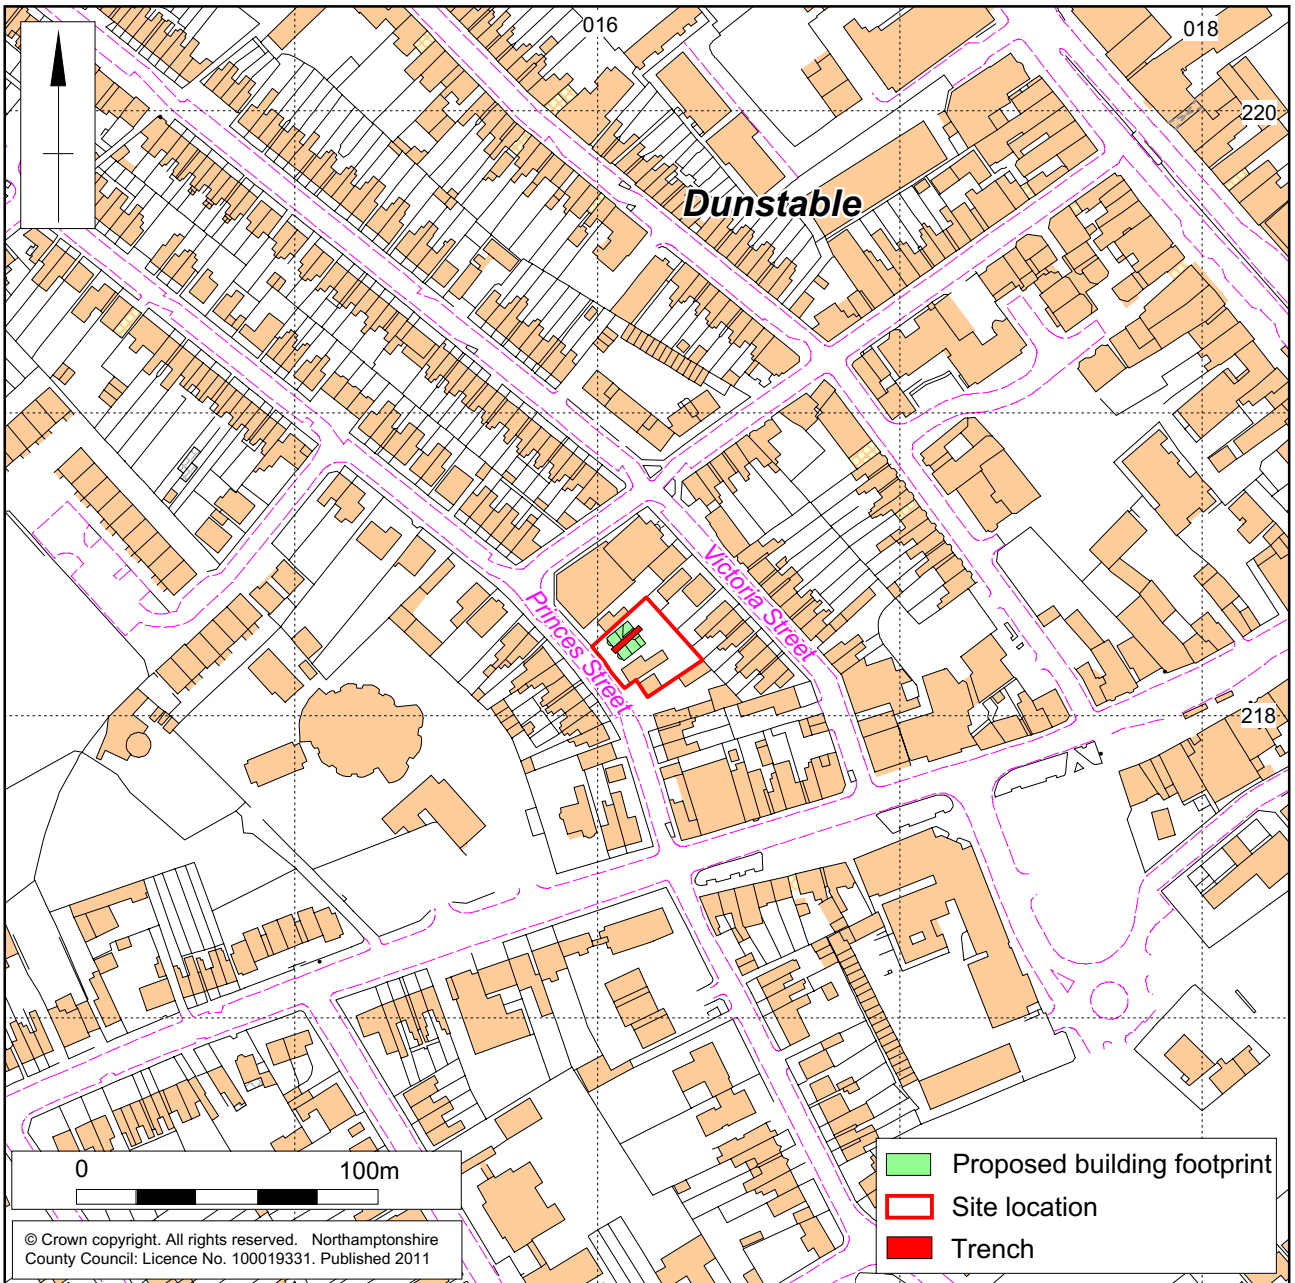 016
018
220
Dunstable
Victoria Street
Princes Street
218
0 100m
© Crown copyright. All rights reserved. Northamptonshire
County Council: Licence No. 100019331. Published 2011
Proposed building footprint
Site location
Trench